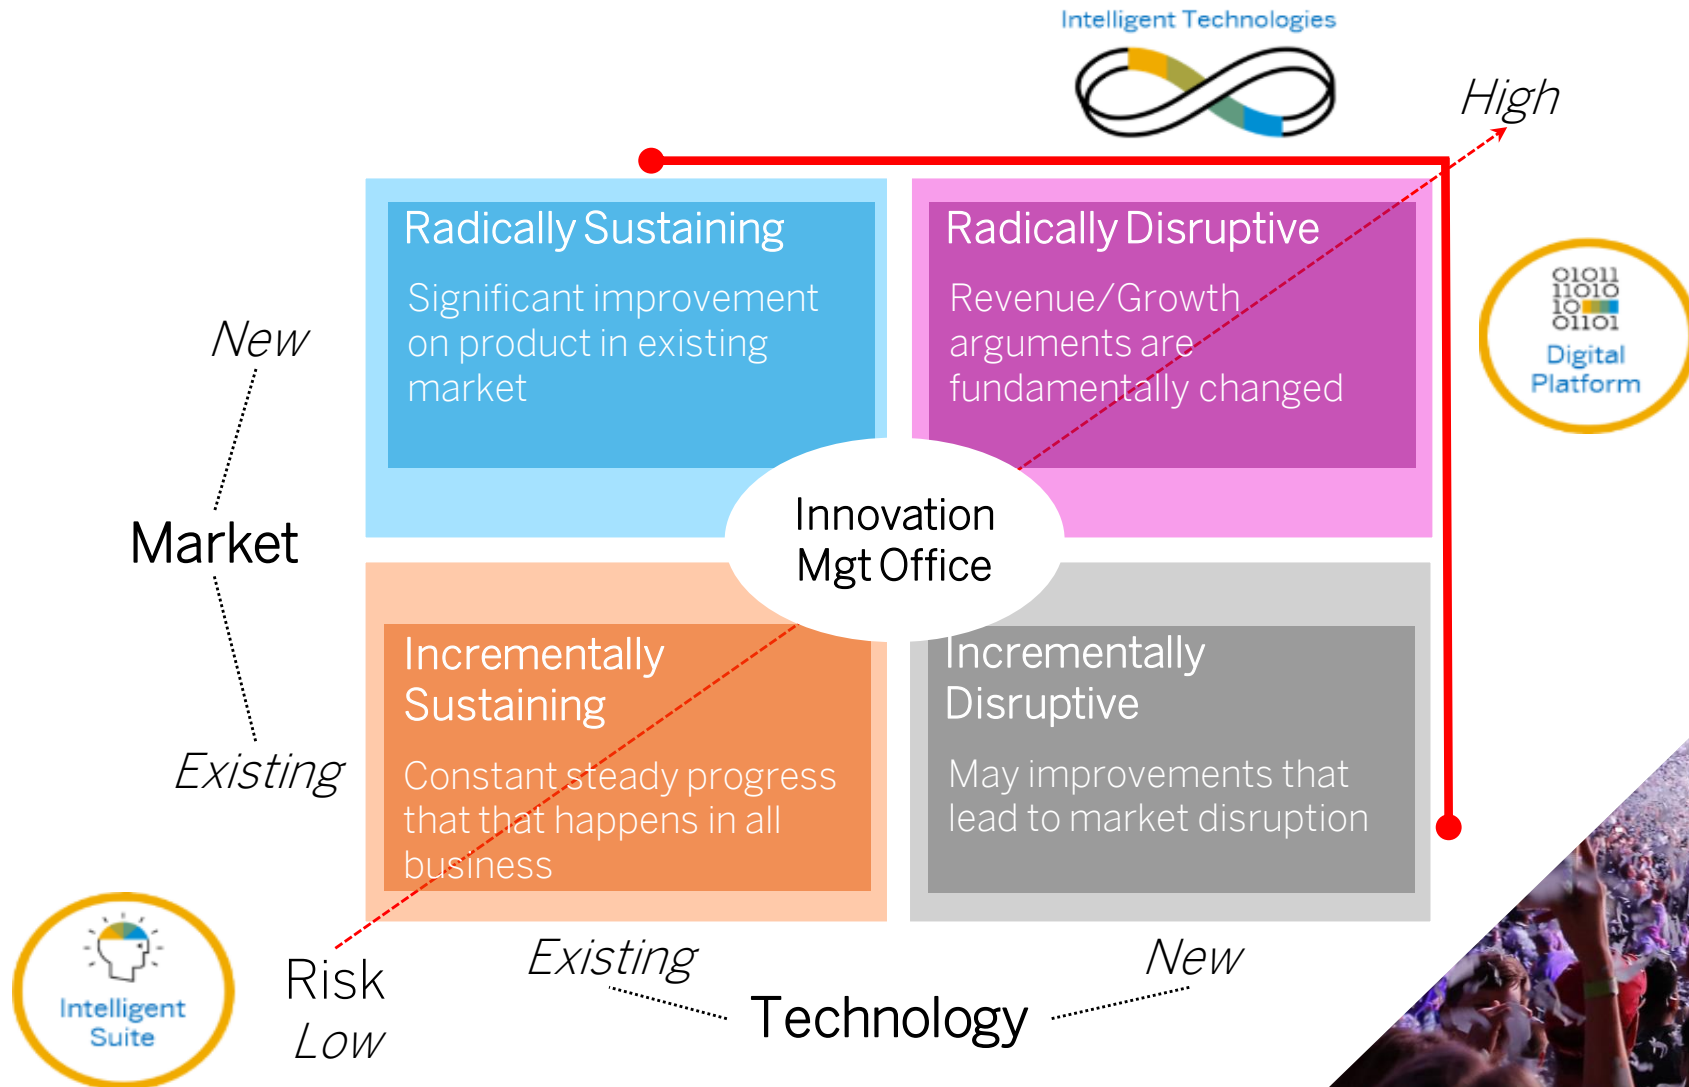 Intelligent Technologies
High
Radically Sustaining
Significant improvement
on product in existing
market
Radically Disruptive
Revenue/Growth
arguments are
fundamentally changed
01011
11010
10
01101
Digital
Platform
New
Market
Existing
Innovation
Mgt Office
Incrementally
Sustaining
Constant steady progress
that that happens in all
business
Incrementally
Disruptive
May improvements that
lead to market disruption
Intelligent
Suite
Risk
Low
Existing
Technology
New